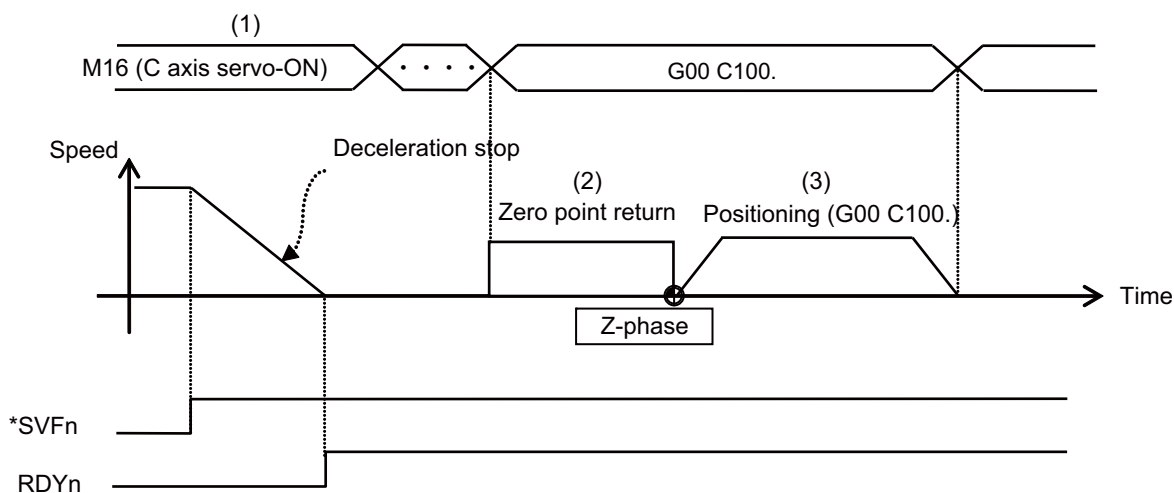 (1)
M16 (C axis servo-ON)
G00 C100.
Speed
Deceleration stop
(2)
Zero point return
(3)
Positioning (G00 C100.)
Time
Z-phase
*SVFn
RDYn